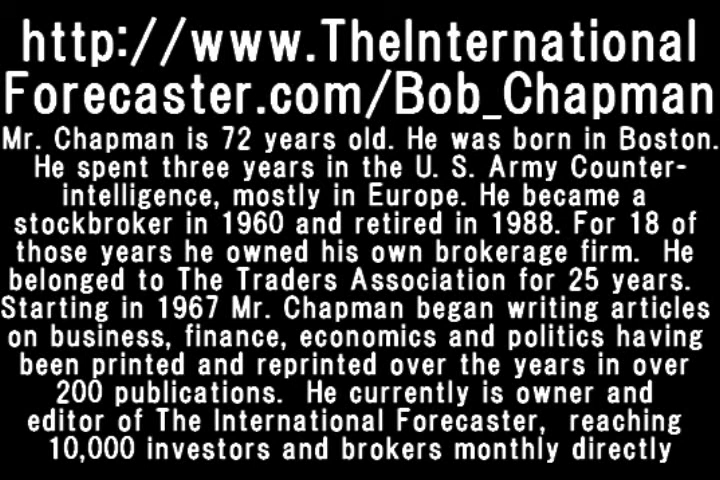 http://www.TheInternational
Forecaster.com/Bob_Chapman
Mr. Chapman is 72 years old. He was born in Boston.
He spent three years in the U. S. Army Counter-
intelligence, mostly in Europe. He became a
stockbroker in 1960 and retired in 1988. For 18 of
those years he owned his own brokerage firm.  He
belonged to The Traders Association for 25 years.
Starting in 1967 Mr. Chapman began writing articles
on business, finance, economics and politics having
been printed and reprinted over the years in over
200 publications.  He currently is owner and
editor of The International Forecaster,  reaching
10,000 investors and brokers monthly directly